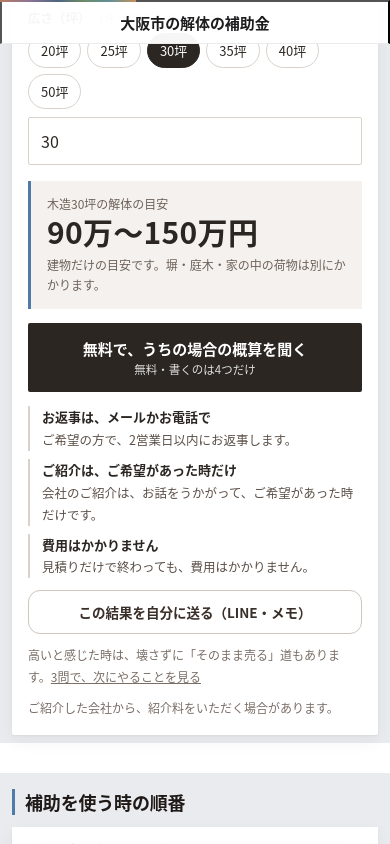 大阪市の解体の補助金
20坪
25坪
30坪
35坪
40坪
50坪
30
木造30坪の解体の目安
90万〜150万円
建物だけの目安です。塀・庭木・家の中の荷物は別にか
かります。
無料で、うちの場合の概算を聞く
無料・書くのは4つだけ
お返事は、メールかお電話で
ご希望の方で、2営業日以内にお返事します。
ご紹介は、ご希望があった時だけ
会社のご紹介は、お話をうかがって、ご希望があった時
だけです。
費用はかかりません
見積りだけで終わっても、費用はかかりません。
この結果を自分に送る（LINE・メモ）
高いと感じた時は、壊さずに「そのまま売る」道もありま
す。3問で、次にやることを見る
ご紹介した会社から、紹介料をいただく場合があります。
補助を使う時の順番